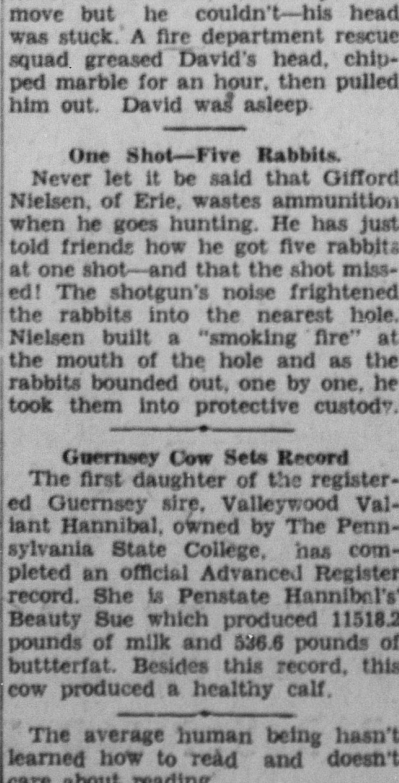 move but he couldn't—his head
was stuck. A fire department rescue
squad greased David's head, chip-
ped marble for an hour, then pulled
him out. David was asleep.
One Shot—Five Rabbits.
Never let it be said that Gifford
Nielsen, of Erie, wastes ammunition
when he goes hunting. He has just
told friends how he got five rabbits
at one shot—and that the shot miss-
ed! The shotgun's noise frightened
the rabbits into the nearest hole.
Nielsen built a "smoking fire" at
the mouth of the hole and as the
rabbits bounded out, one by one, he
took them into protective custody.
Guernsey Cow Sets Record
The first daughter of the register-
ed Guernsey sire, Valleywood Val-
iant Hannibal, owned by The Penn-
sylvania State College, has com-
pleted an official Advanced Register
record. She is Penstate Hannibal's
Beauty Sue which produced 11518.2
pounds of milk and 536.6 pounds of
buttterfat. Besides this record, this
cow produced a healthy calf.
The average human being hasn't
learned how to read and doesn't
care about reading